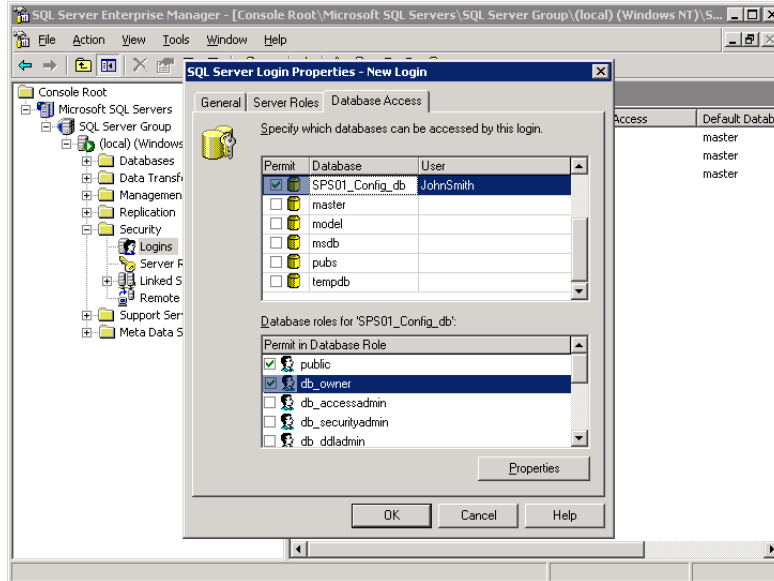 SQL Server Enterprise Manager - [Console Root\Microsoft SQL Servers\SQL Server Group\(local) (Windows NT)\S...
File Action View Tools Window Help
SQL Server Login Properties - New Login
Console Root
Microsoft SQL Servers
SQL Server Group
(local) (Windows
Databases
Data Transf
Managemen
Replication
Security
Logins
Server R
Linked S
Remote
Support Ser
Meta Data S
General Server Roles Database Access
Specify which databases can be accessed by this login.
Permit Database User
SPS01_Config_db JohnSmith
master
model
msdb
pubs
tempdb
Database roles for 'SPS01_Config_db':
Permit in Database Role
public
db_owner
db_accessadmin
db_securityadmin
db_ddladmin
Properties
OK Cancel Help
Access Default Datab
master
master
master